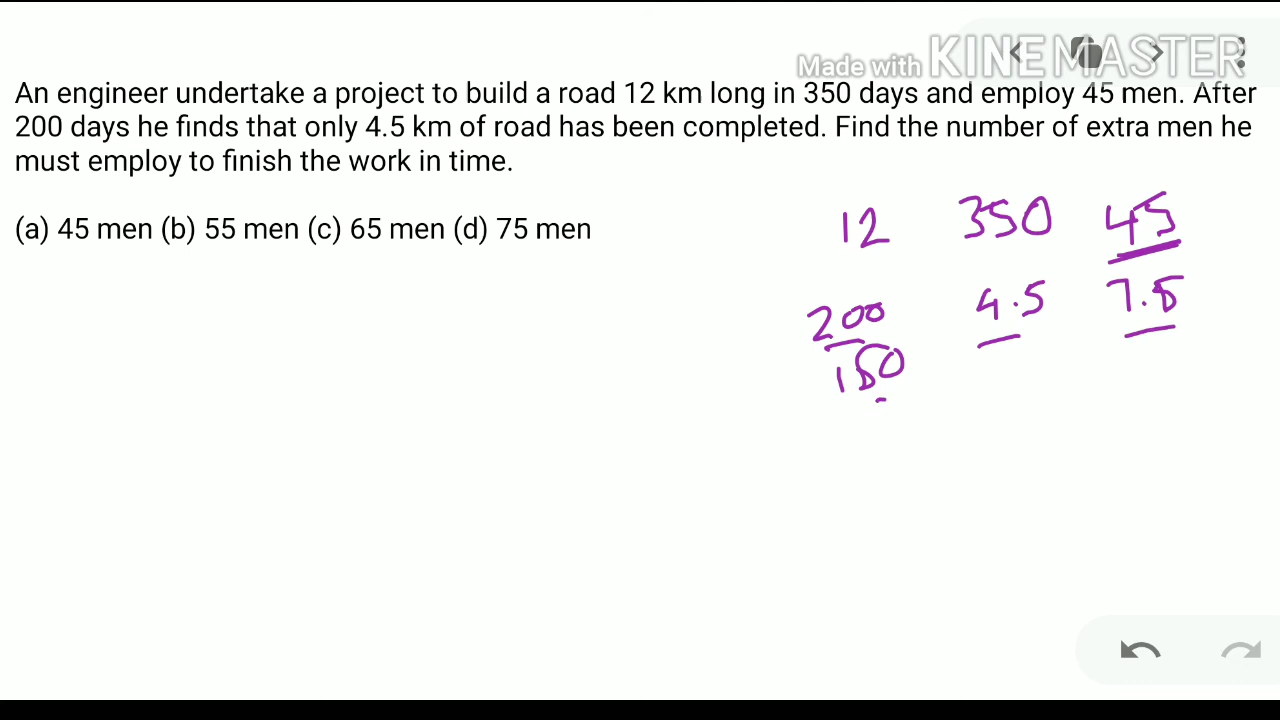 Made with KINEMASTER
An engineer undertake a project to build a road 12 km long in 350 days and employ 45 men. After
200 days he finds that only 4.5 km of road has been completed. Find the number of extra men he
must employ to finish the work in time.
(a) 45 men (b) 55 men (c) 65 men (d) 75 men
12 350 45
200 4.5 7.5
150